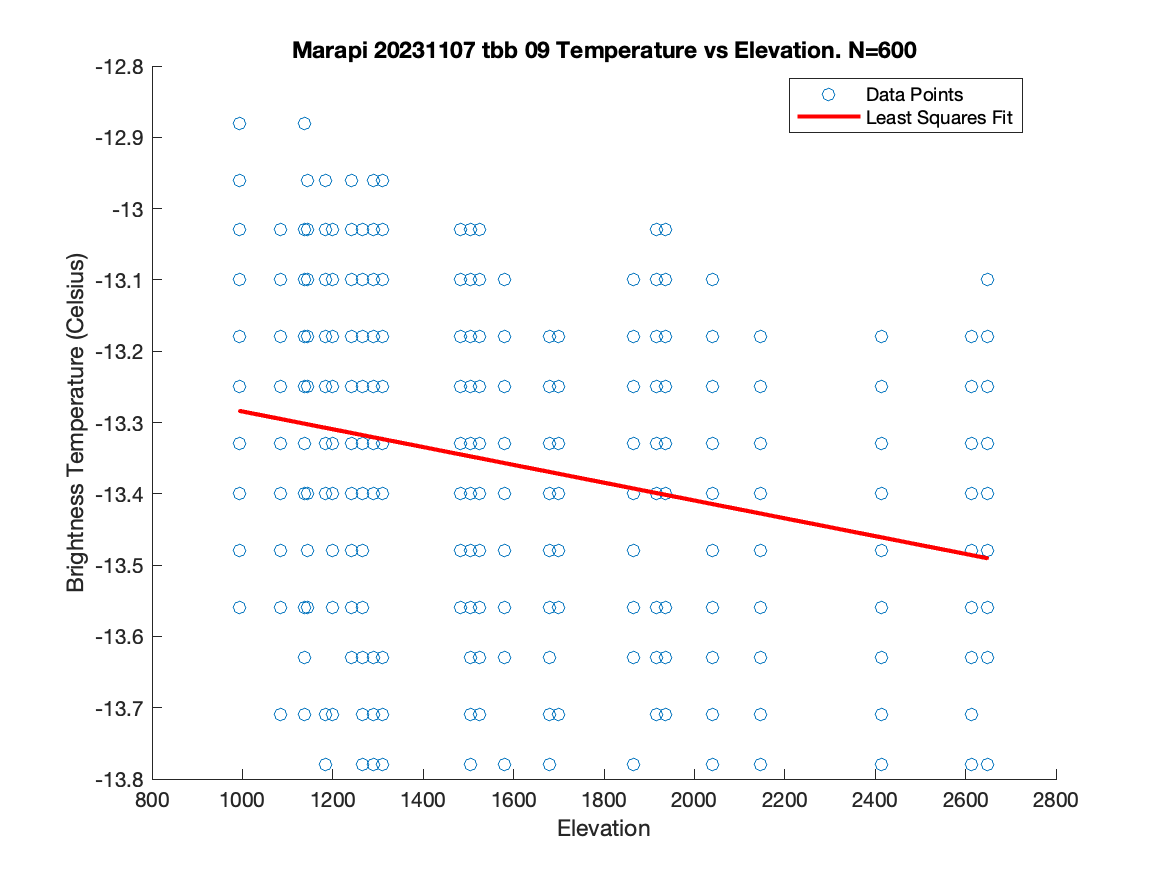 Marapi 20231107 tbb 09 Temperature vs Elevation. N=600
Data Points
Least Squares Fit
Brightness Temperature (Celsius)
-12.8
-12.9
-13
-13.1
-13.2
-13.3
-13.4
-13.5
-13.6
-13.7
-13.8
800 1000 1200 1400 1600 1800 2000 2200 2400 2600 2800
Elevation